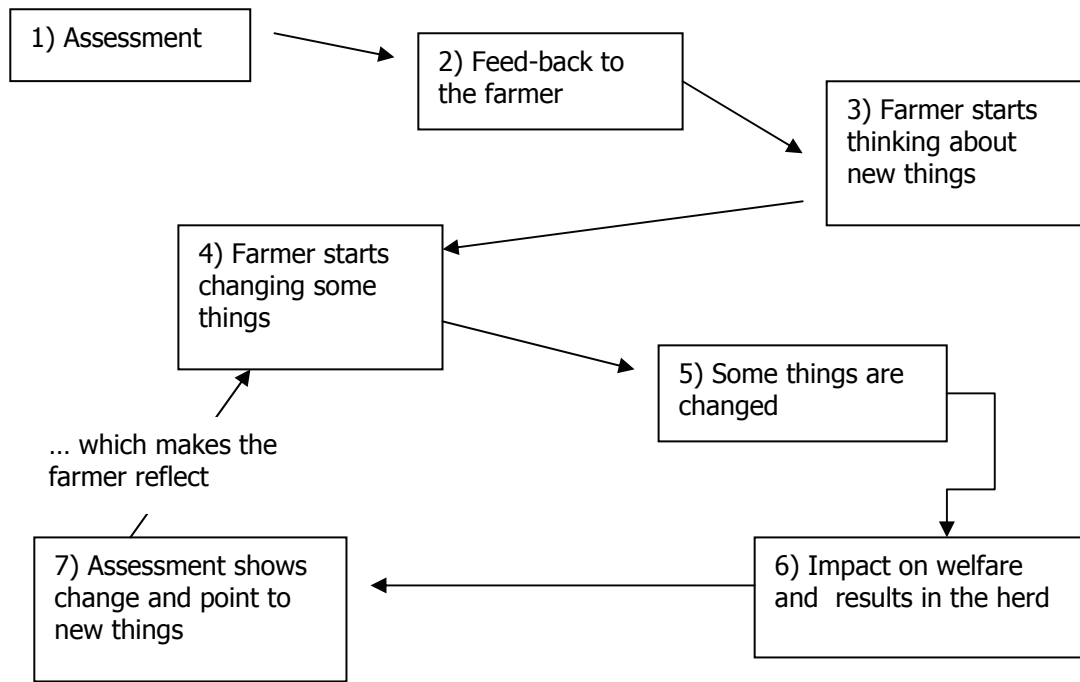 1) Assessment
2) Feed-back to
the farmer
3) Farmer starts
thinking about
new things
4) Farmer starts
changing some
things
5) Some things are
changed
6) Impact on welfare
and  results in the herd
7) Assessment shows
change and point to
new things
... which makes the
farmer reflect